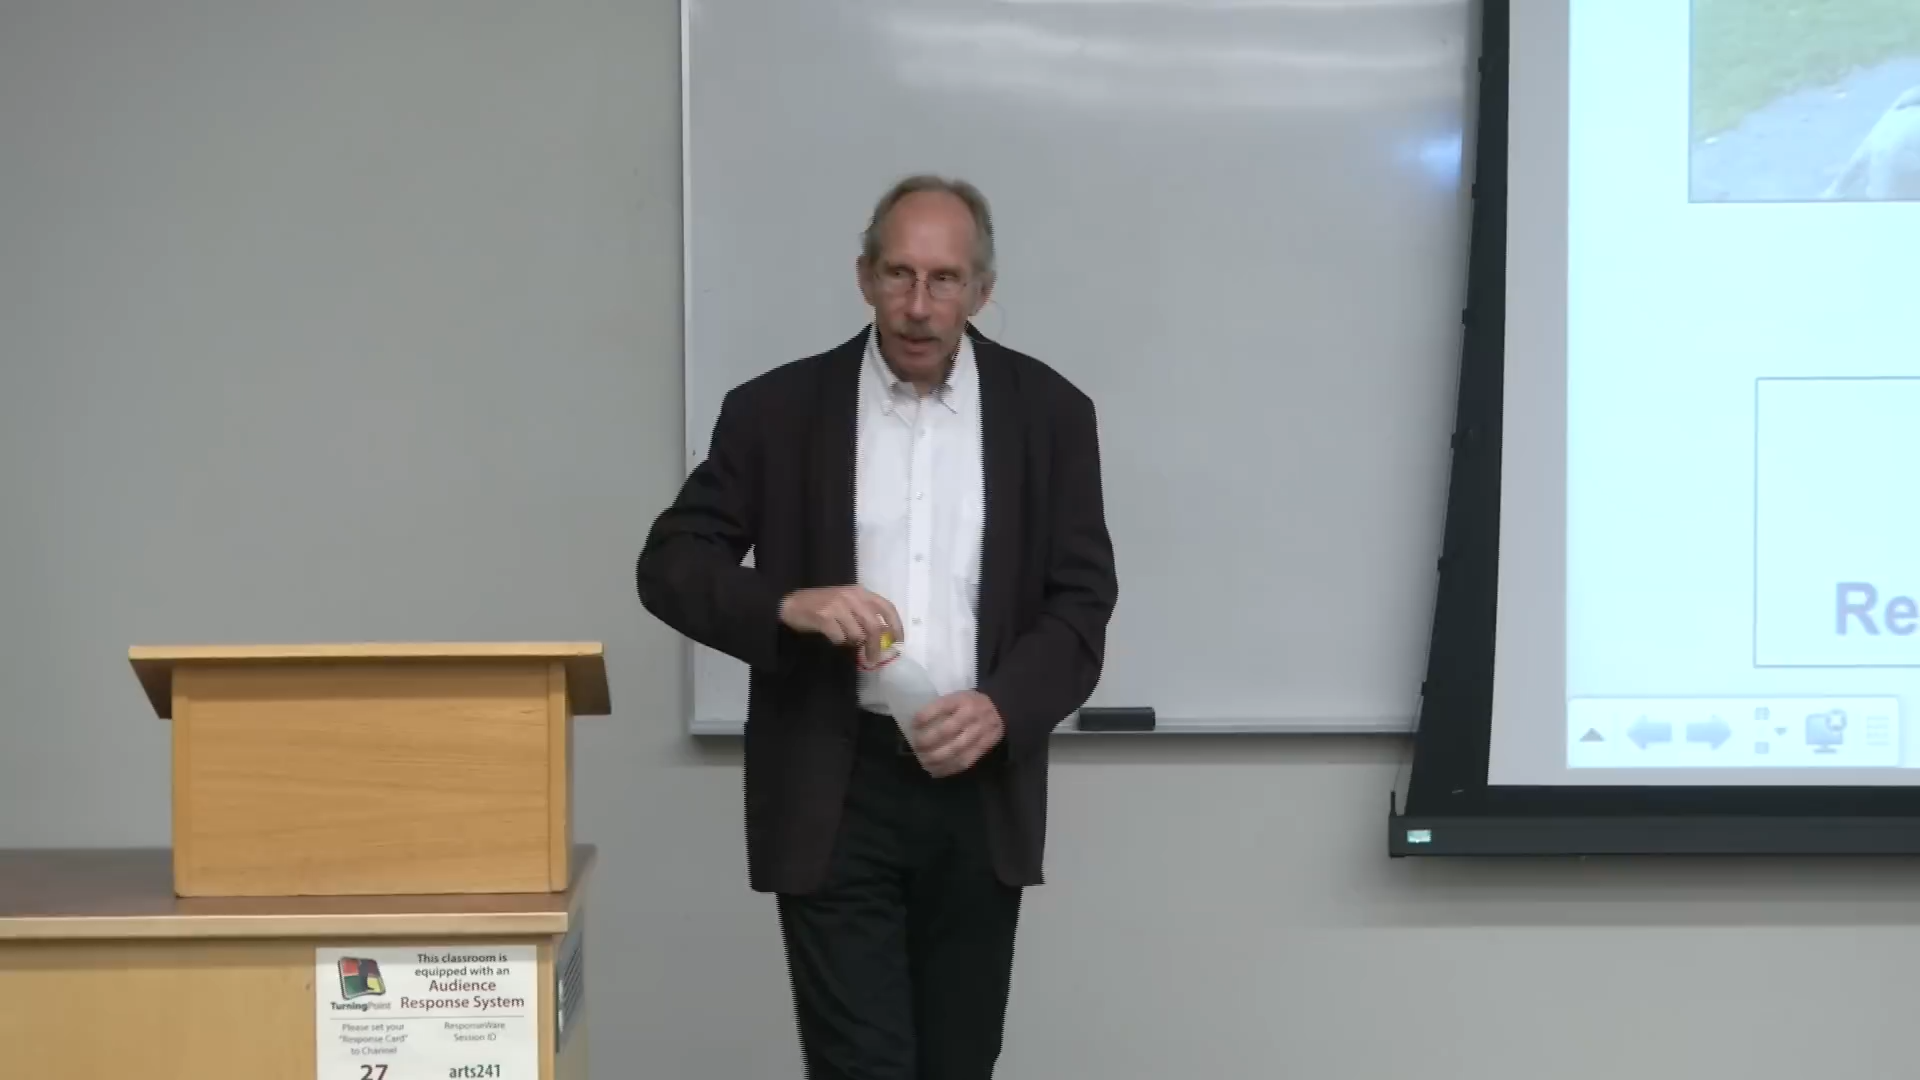 Re
This classroom is
equipped with an
Audience
Response System
TurningPoint
Please set your
"Response Card"
to Channel
27
ResponseWare
Session ID
arts241